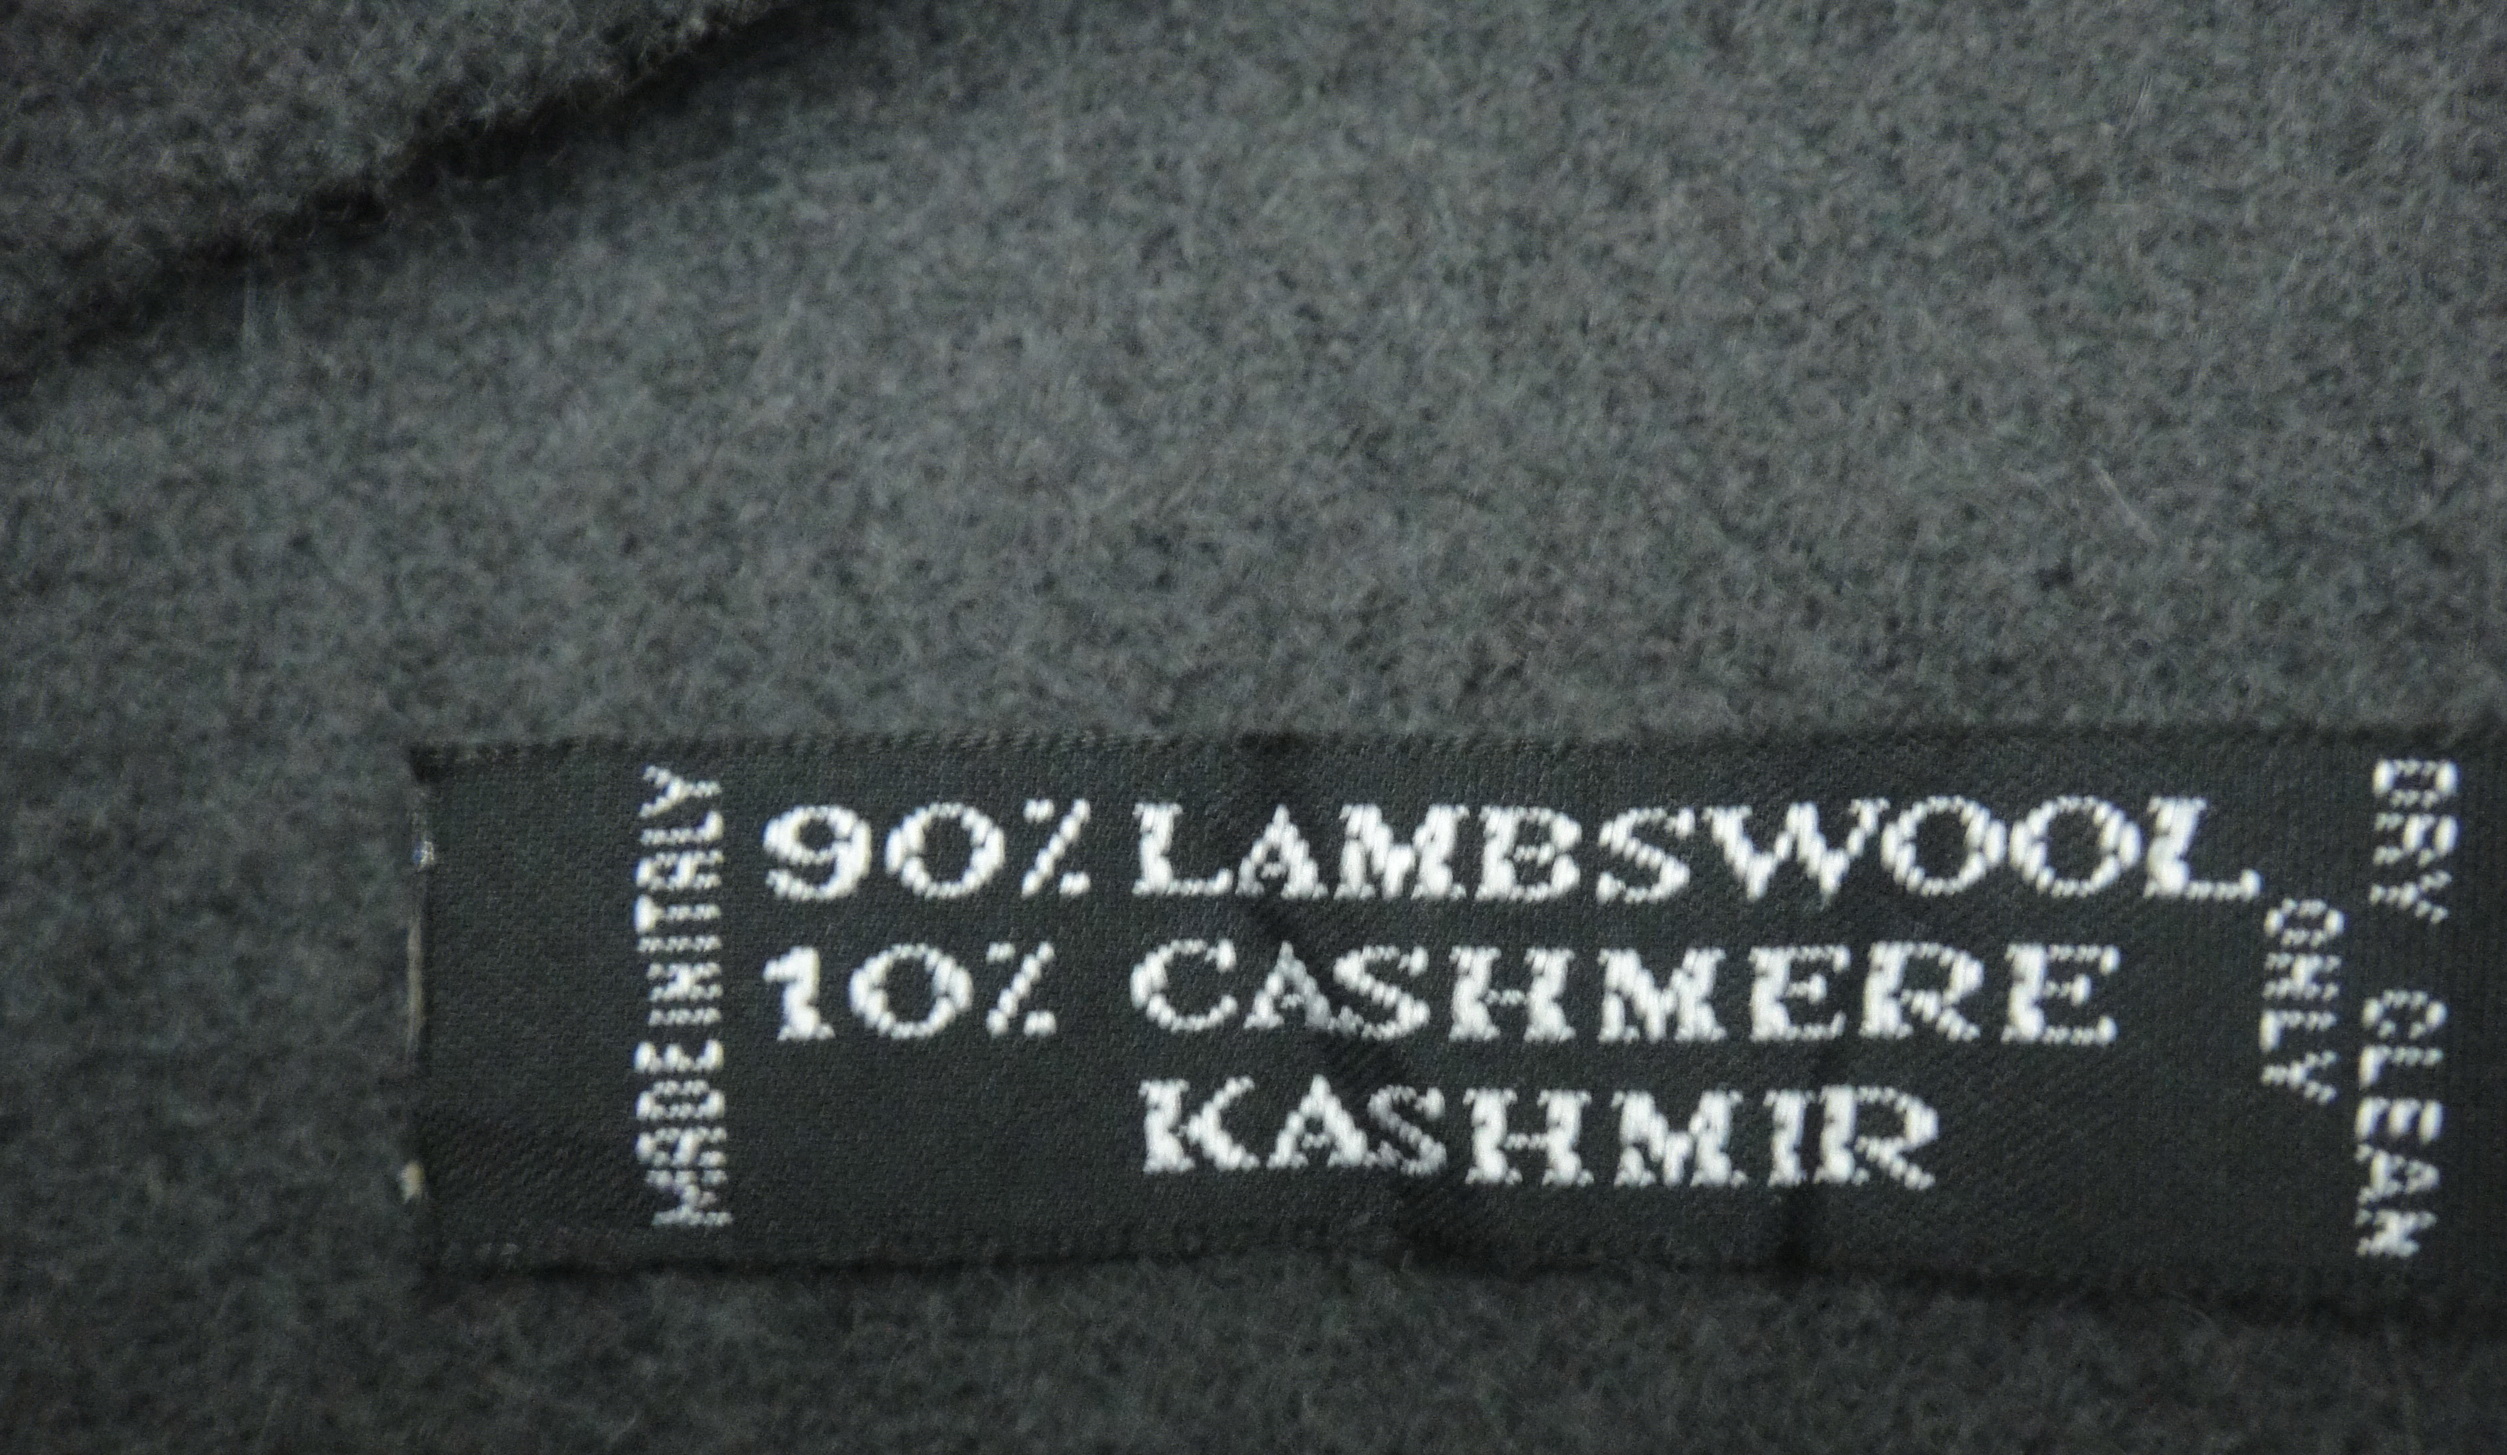 MADE IN ITALY
90% LAMBSWOOL
10% CASHMERE
KASHMIR
DRY CLEAN
ONLY